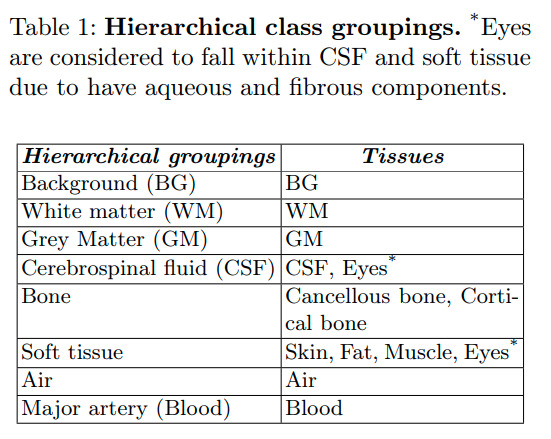 Table 1: Hierarchical class groupings. *Eyes
are considered to fall within CSF and soft tissue
due to have aqueous and fibrous components.
Hierarchical groupings Tissues
Background (BG) BG
White matter (WM) WM
Grey Matter (GM) GM
Cerebrospinal fluid (CSF) CSF, Eyes*
Bone Cancellous bone, Corti-
cal bone
Soft tissue Skin, Fat, Muscle, Eyes*
Air Air
Major artery (Blood) Blood